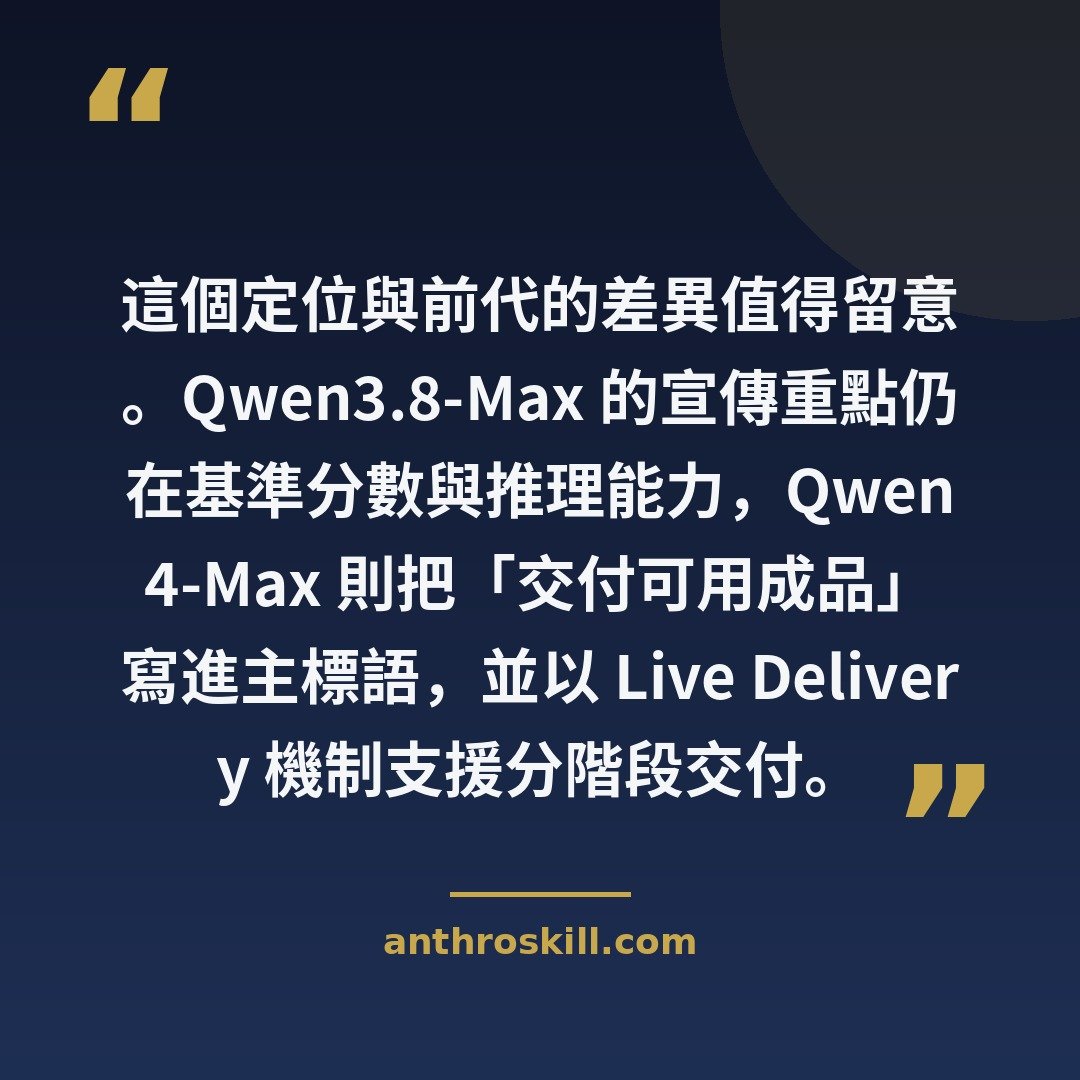 “
這個定位與前代的差異值得留意
。Qwen3.8-Max 的宣傳重點仍
在基準分數與推理能力，Qwen
4-Max 則把「交付可用成品」
寫進主標語，並以 Live Deliver
y 機制支援分階段交付。
”
anthroskill.com